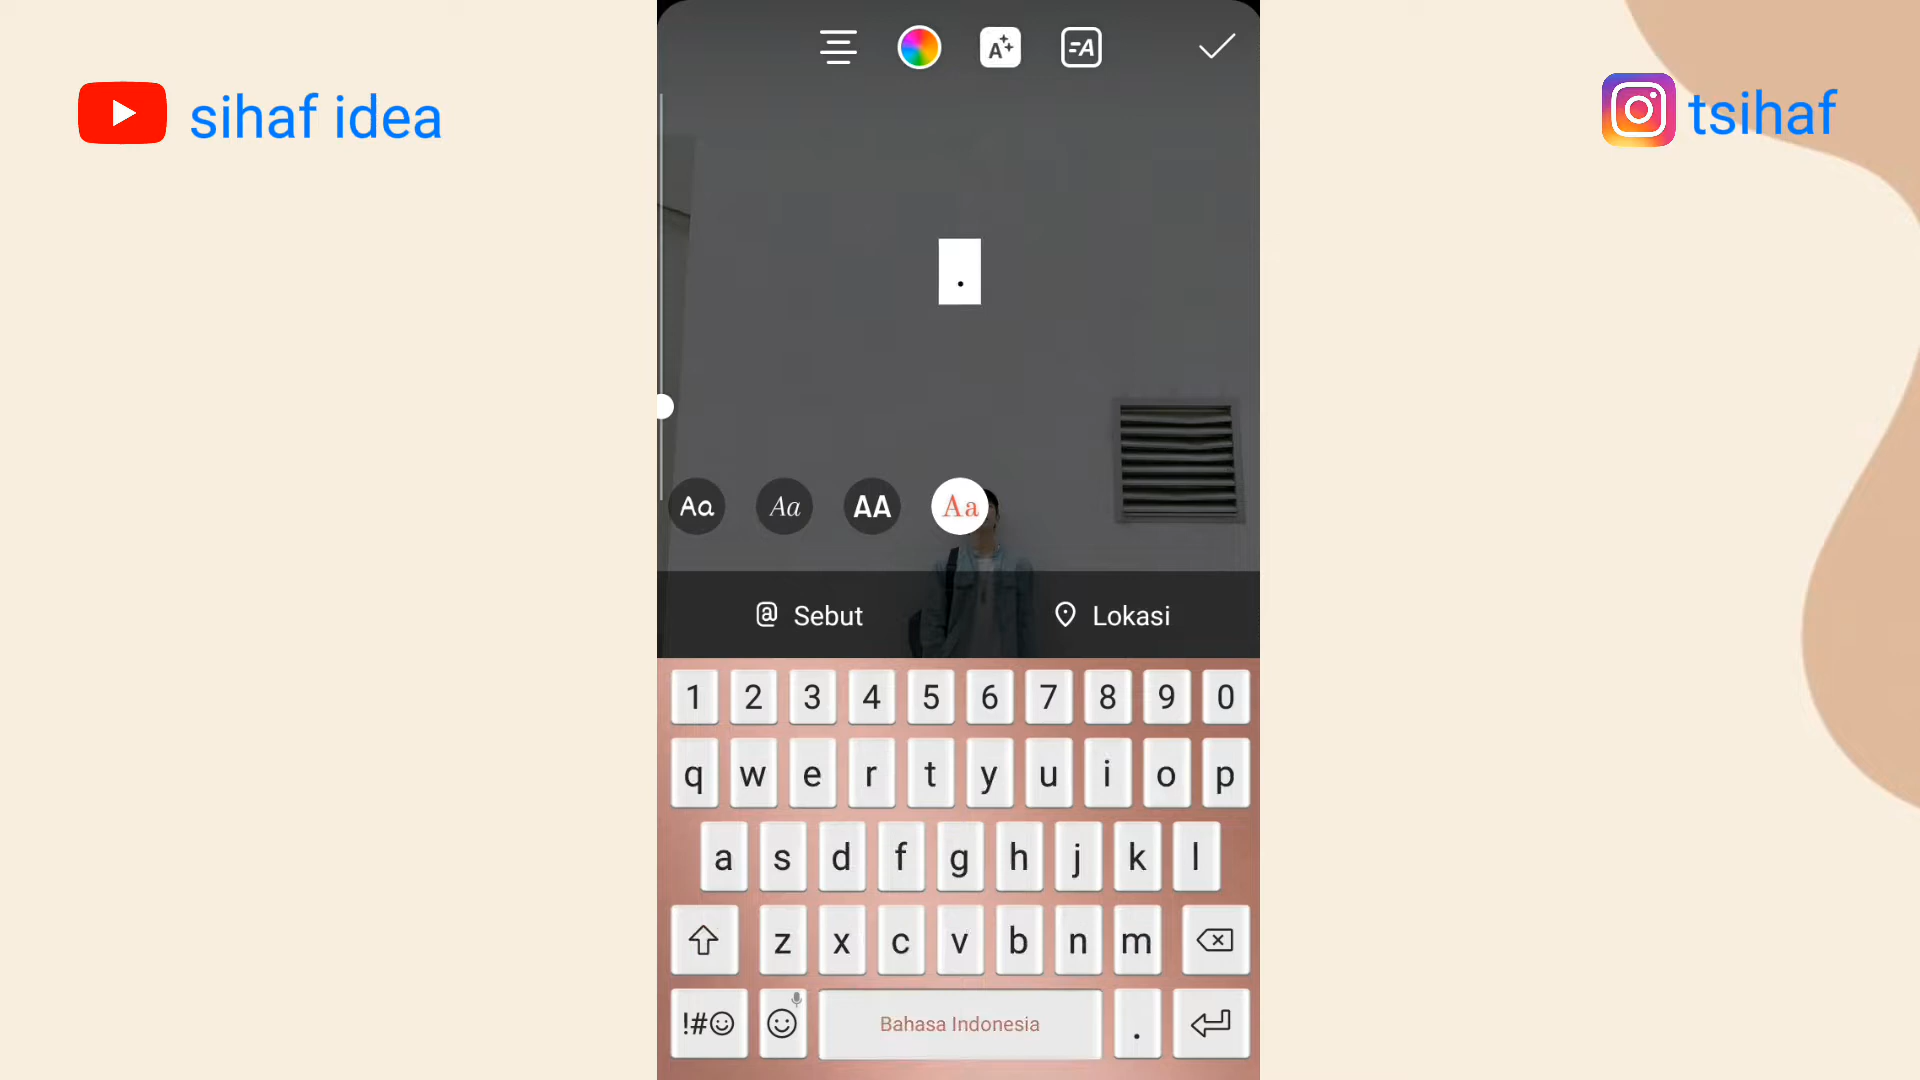 sihaf idea
tsihaf
A
=A
.
Aa Aa AA Aa
@ Sebut
Lokasi
1 2 3 4 5 6 7 8 9 0
q w e r t y u i o p
a s d f g h j k l
z x c v b n m
!#☺ Bahasa Indonesia .